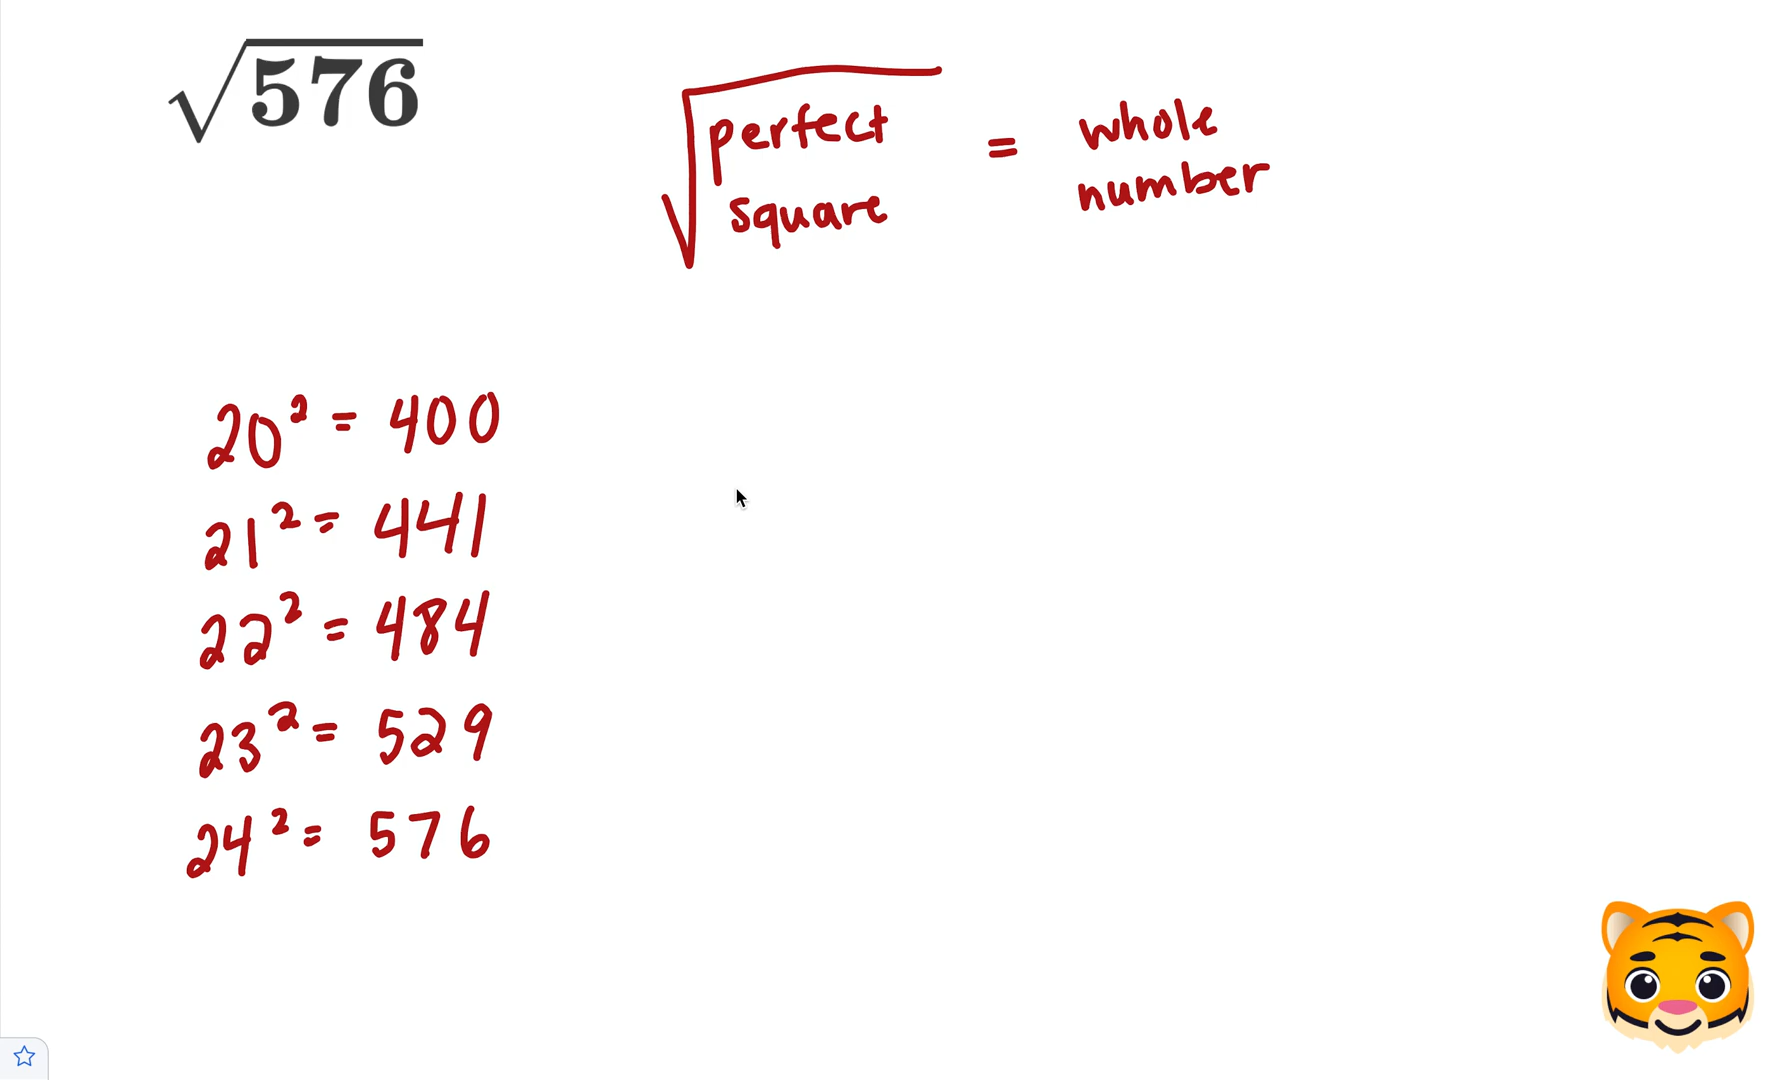 √576
√perfect square = whole number
20² = 400
21² = 441
22² = 484
23² = 529
24² = 576